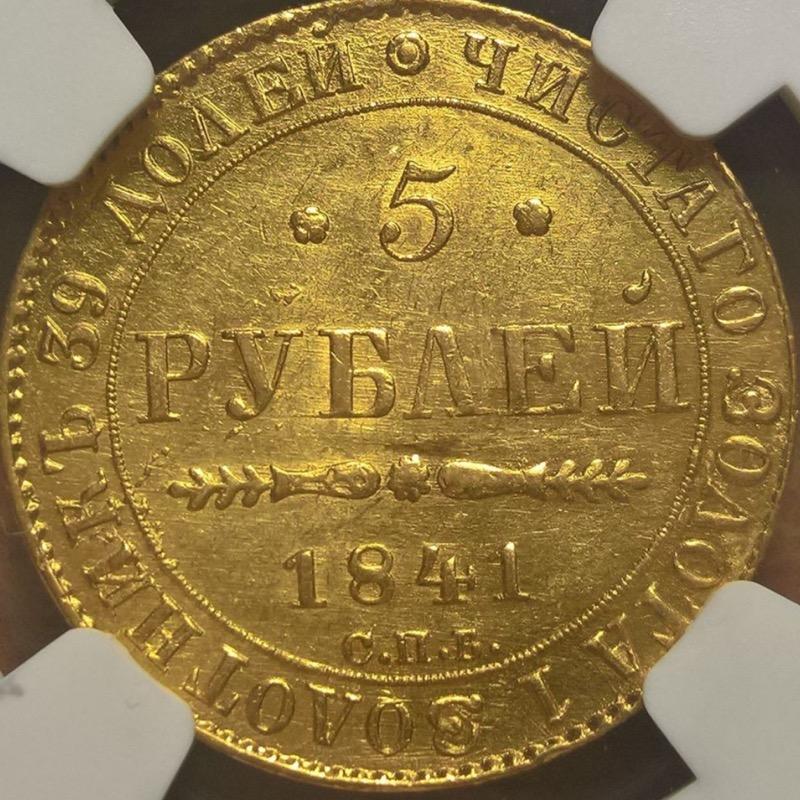 ЧИСТАГО ЗОЛОТА 1 ЗОЛОТНИКЪ 39 ДОЛЕЙ
5
РУБЛЕЙ
1841
С.П.Б.